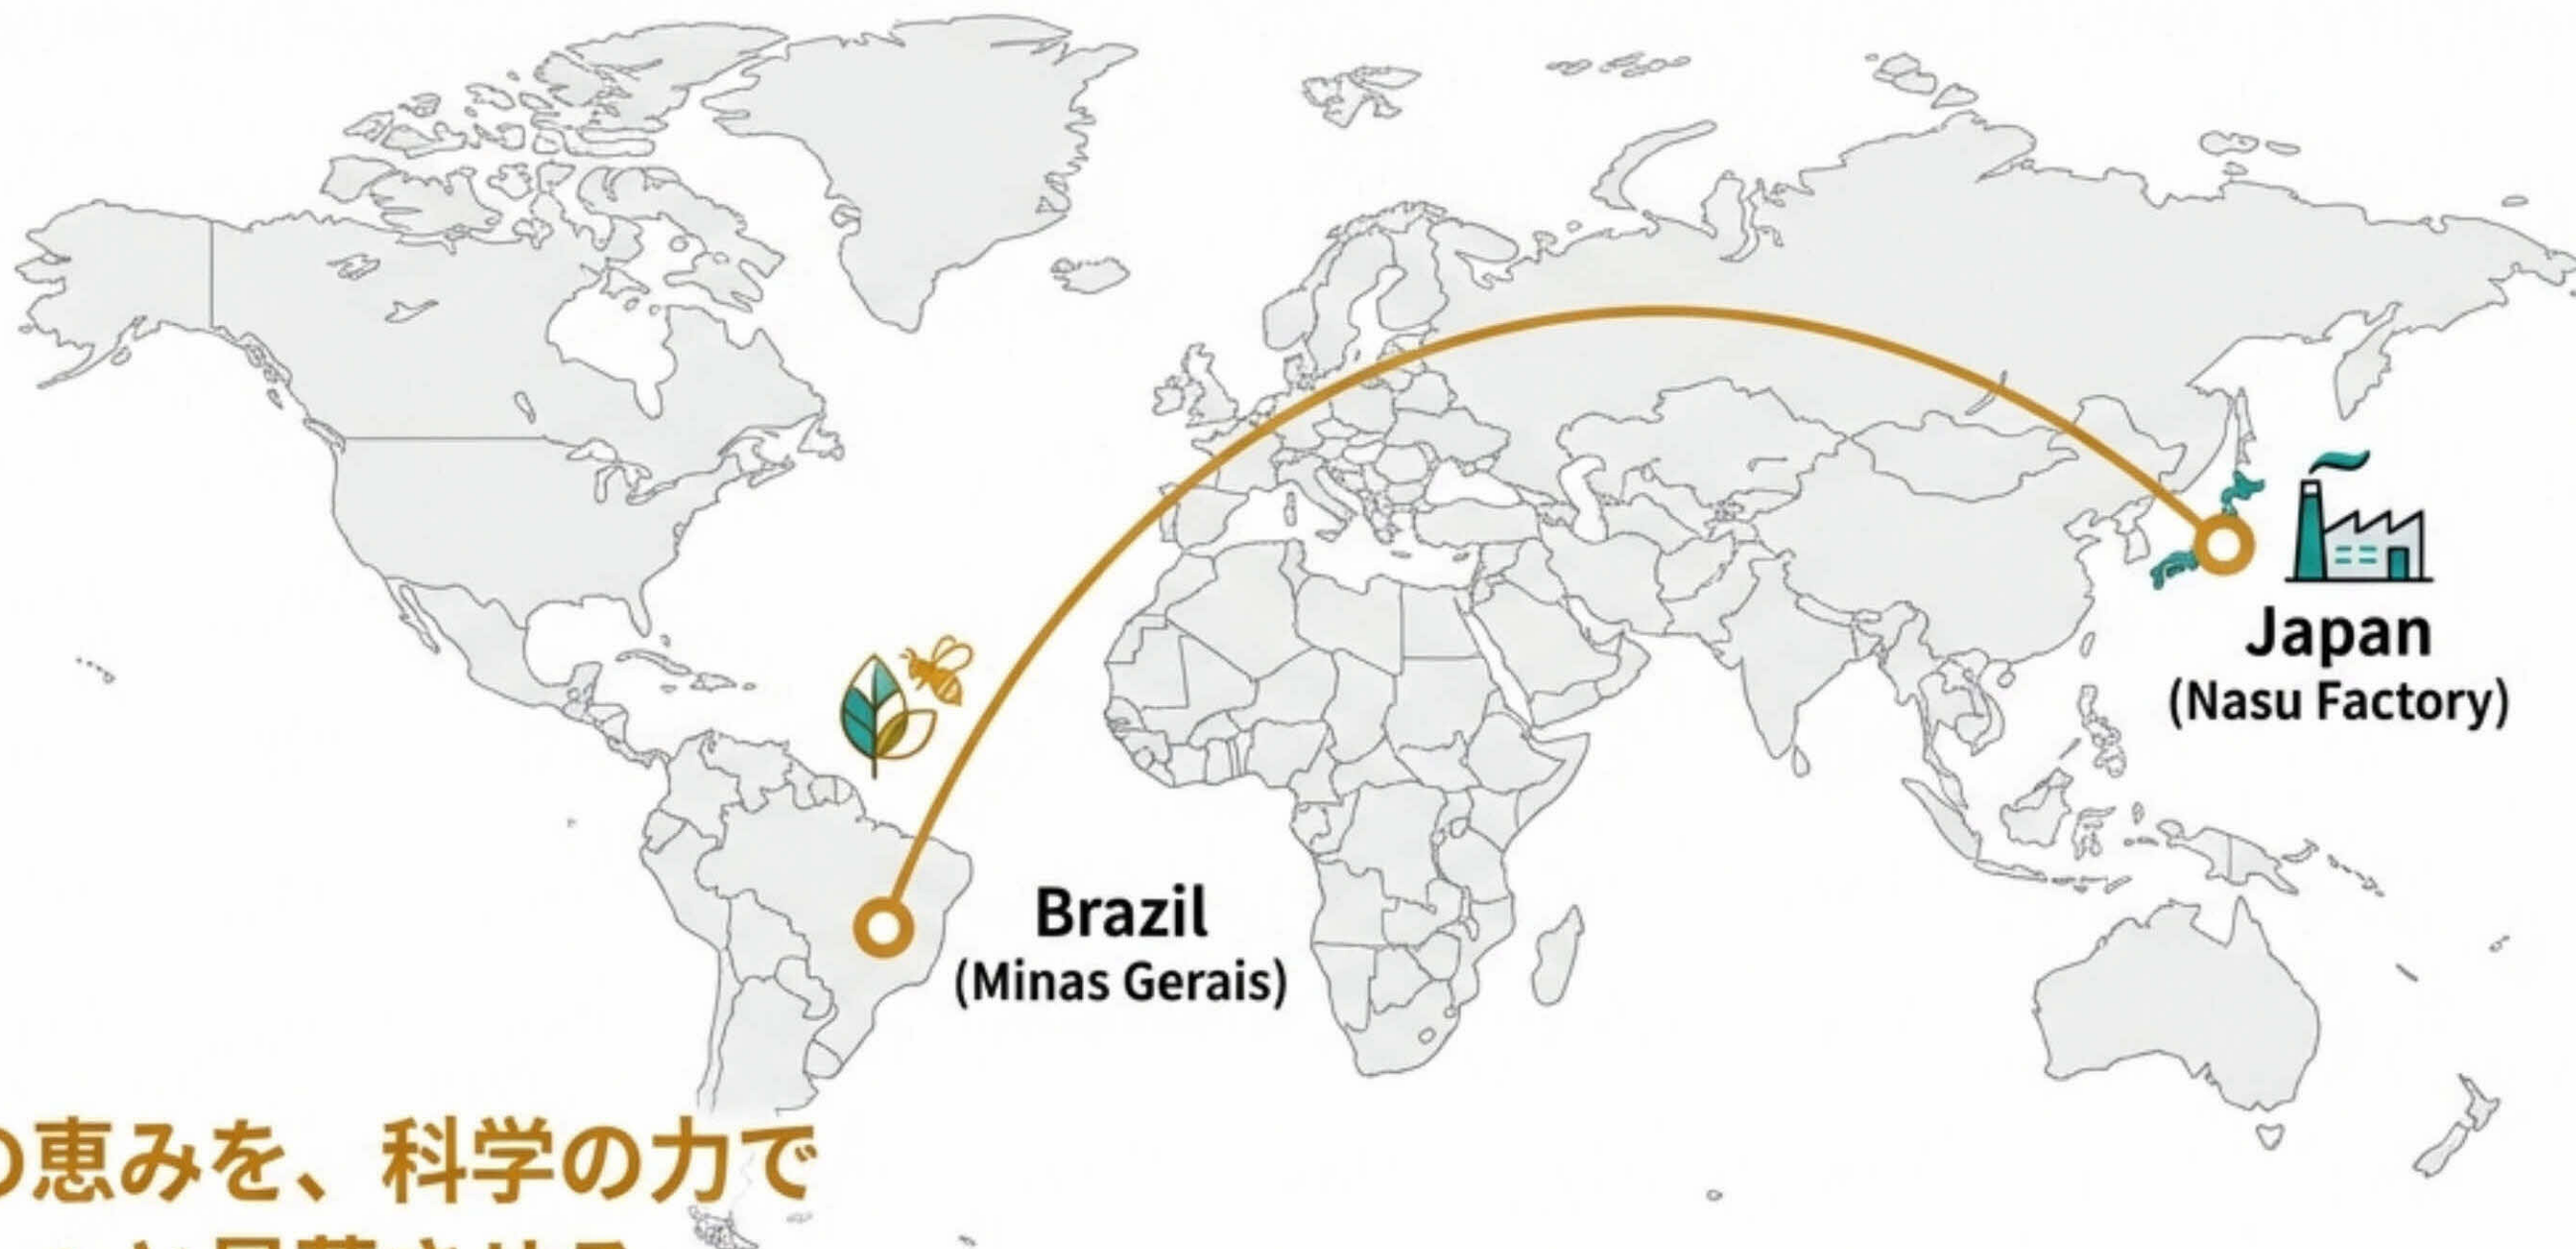 Japan
(Nasu Factory)
Brazil
(Minas Gerais)
の恵みを、科学の力で